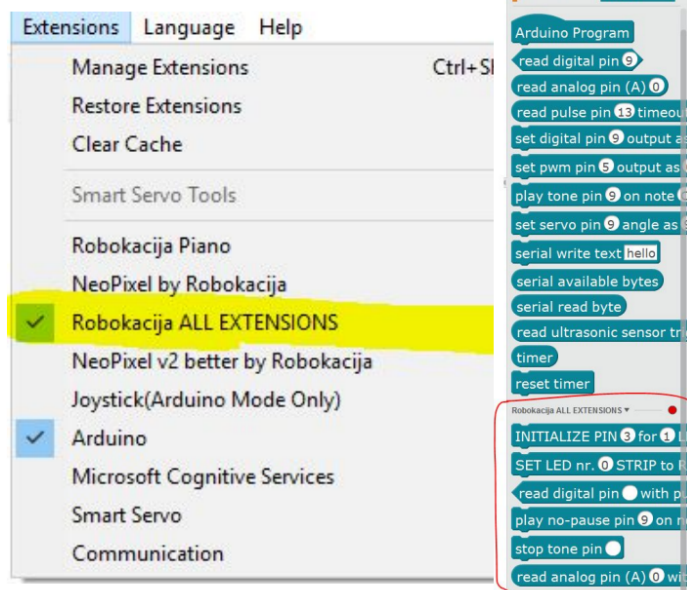 Extensions Language Help
Manage Extensions Ctrl+S
Restore Extensions
Clear Cache
Smart Servo Tools
Robokacija Piano
NeoPixel by Robokacija
Robokacija ALL EXTENSIONS
NeoPixel v2 better by Robokacija
Joystick(Arduino Mode Only)
Arduino
Microsoft Cognitive Services
Smart Servo
Communication
Arduino Program
read digital pin 9
read analog pin (A) 0
read pulse pin 13 timeou
set digital pin 9 output as
set pwm pin 5 output as
play tone pin 9 on note
set servo pin 9 angle as
serial write text hello
serial available bytes
serial read byte
read ultrasonic sensor
timer
reset timer
Robokacija ALL EXTENSIONS
INITIALIZE PIN 3 for 1
SET LED nr. 0 STRIP to
read digital pin with
play no-pause pin 9 on
stop tone pin
read analog pin (A) 0